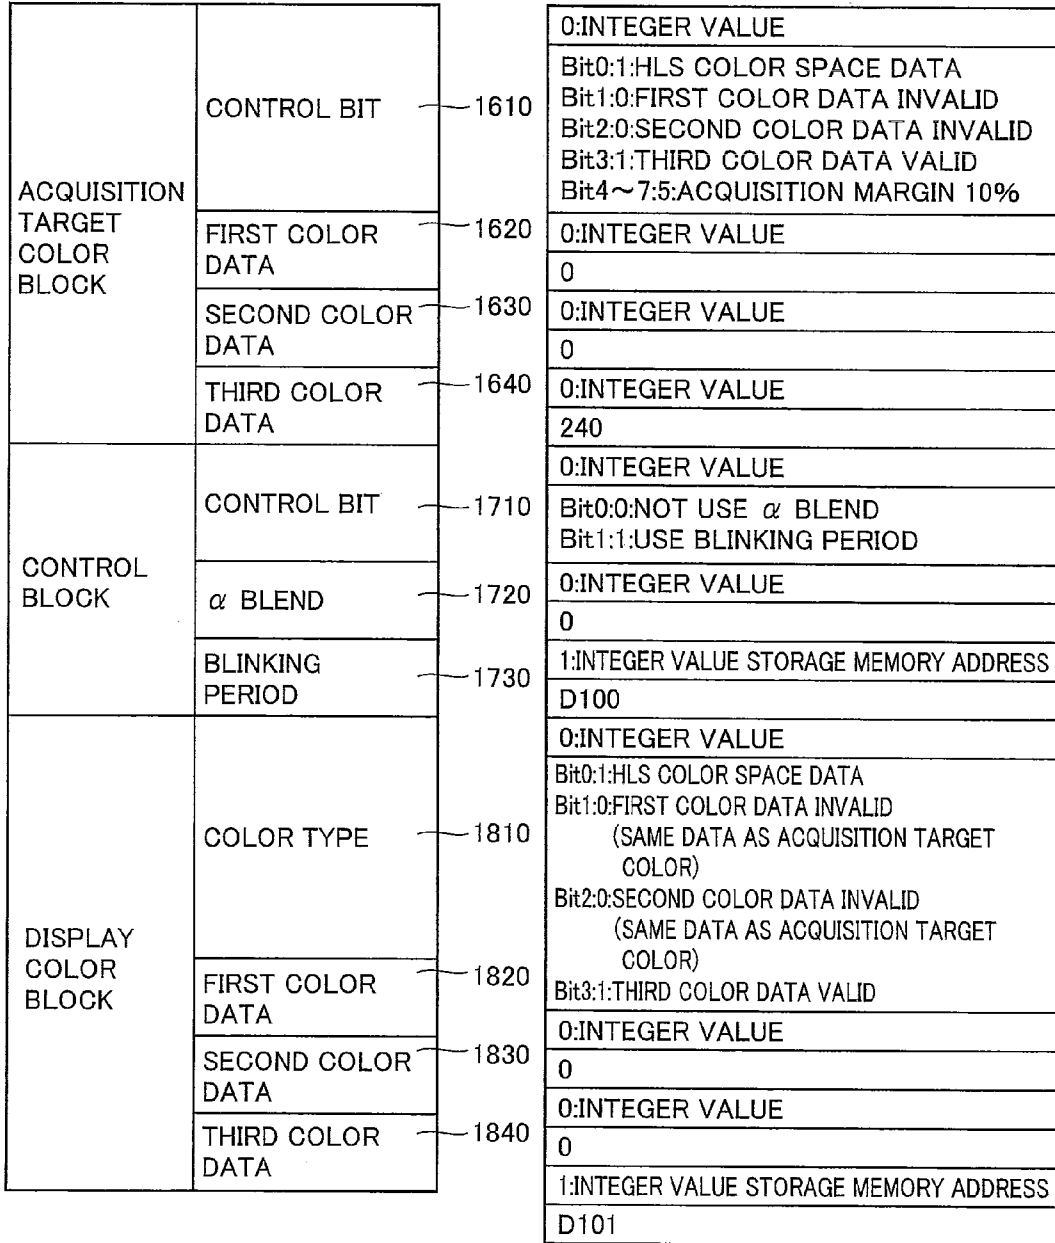 ACQUISITION
TARGET
COLOR
BLOCK
CONTROL BIT
1610
FIRST COLOR
DATA
1620
SECOND COLOR
DATA
1630
THIRD COLOR
DATA
1640
CONTROL
BLOCK
CONTROL BIT
1710
α BLEND
1720
BLINKING
PERIOD
1730
DISPLAY
COLOR
BLOCK
COLOR TYPE
1810
FIRST COLOR
DATA
1820
SECOND COLOR
DATA
1830
THIRD COLOR
DATA
1840
0:INTEGER VALUE
Bit0:1:HLS COLOR SPACE DATA
Bit1:0:FIRST COLOR DATA INVALID
Bit2:0:SECOND COLOR DATA INVALID
Bit3:1:THIRD COLOR DATA VALID
Bit4～7:5:ACQUISITION MARGIN 10%
0:INTEGER VALUE
0
0:INTEGER VALUE
0
0:INTEGER VALUE
240
0:INTEGER VALUE
Bit0:0:NOT USE α BLEND
Bit1:1:USE BLINKING PERIOD
0:INTEGER VALUE
0
1:INTEGER VALUE STORAGE MEMORY ADDRESS
D100
0:INTEGER VALUE
Bit0:1:HLS COLOR SPACE DATA
Bit1:0:FIRST COLOR DATA INVALID
(SAME DATA AS ACQUISITION TARGET
COLOR)
Bit2:0:SECOND COLOR DATA INVALID
(SAME DATA AS ACQUISITION TARGET
COLOR)
Bit3:1:THIRD COLOR DATA VALID
0:INTEGER VALUE
0
0:INTEGER VALUE
0
1:INTEGER VALUE STORAGE MEMORY ADDRESS
D101